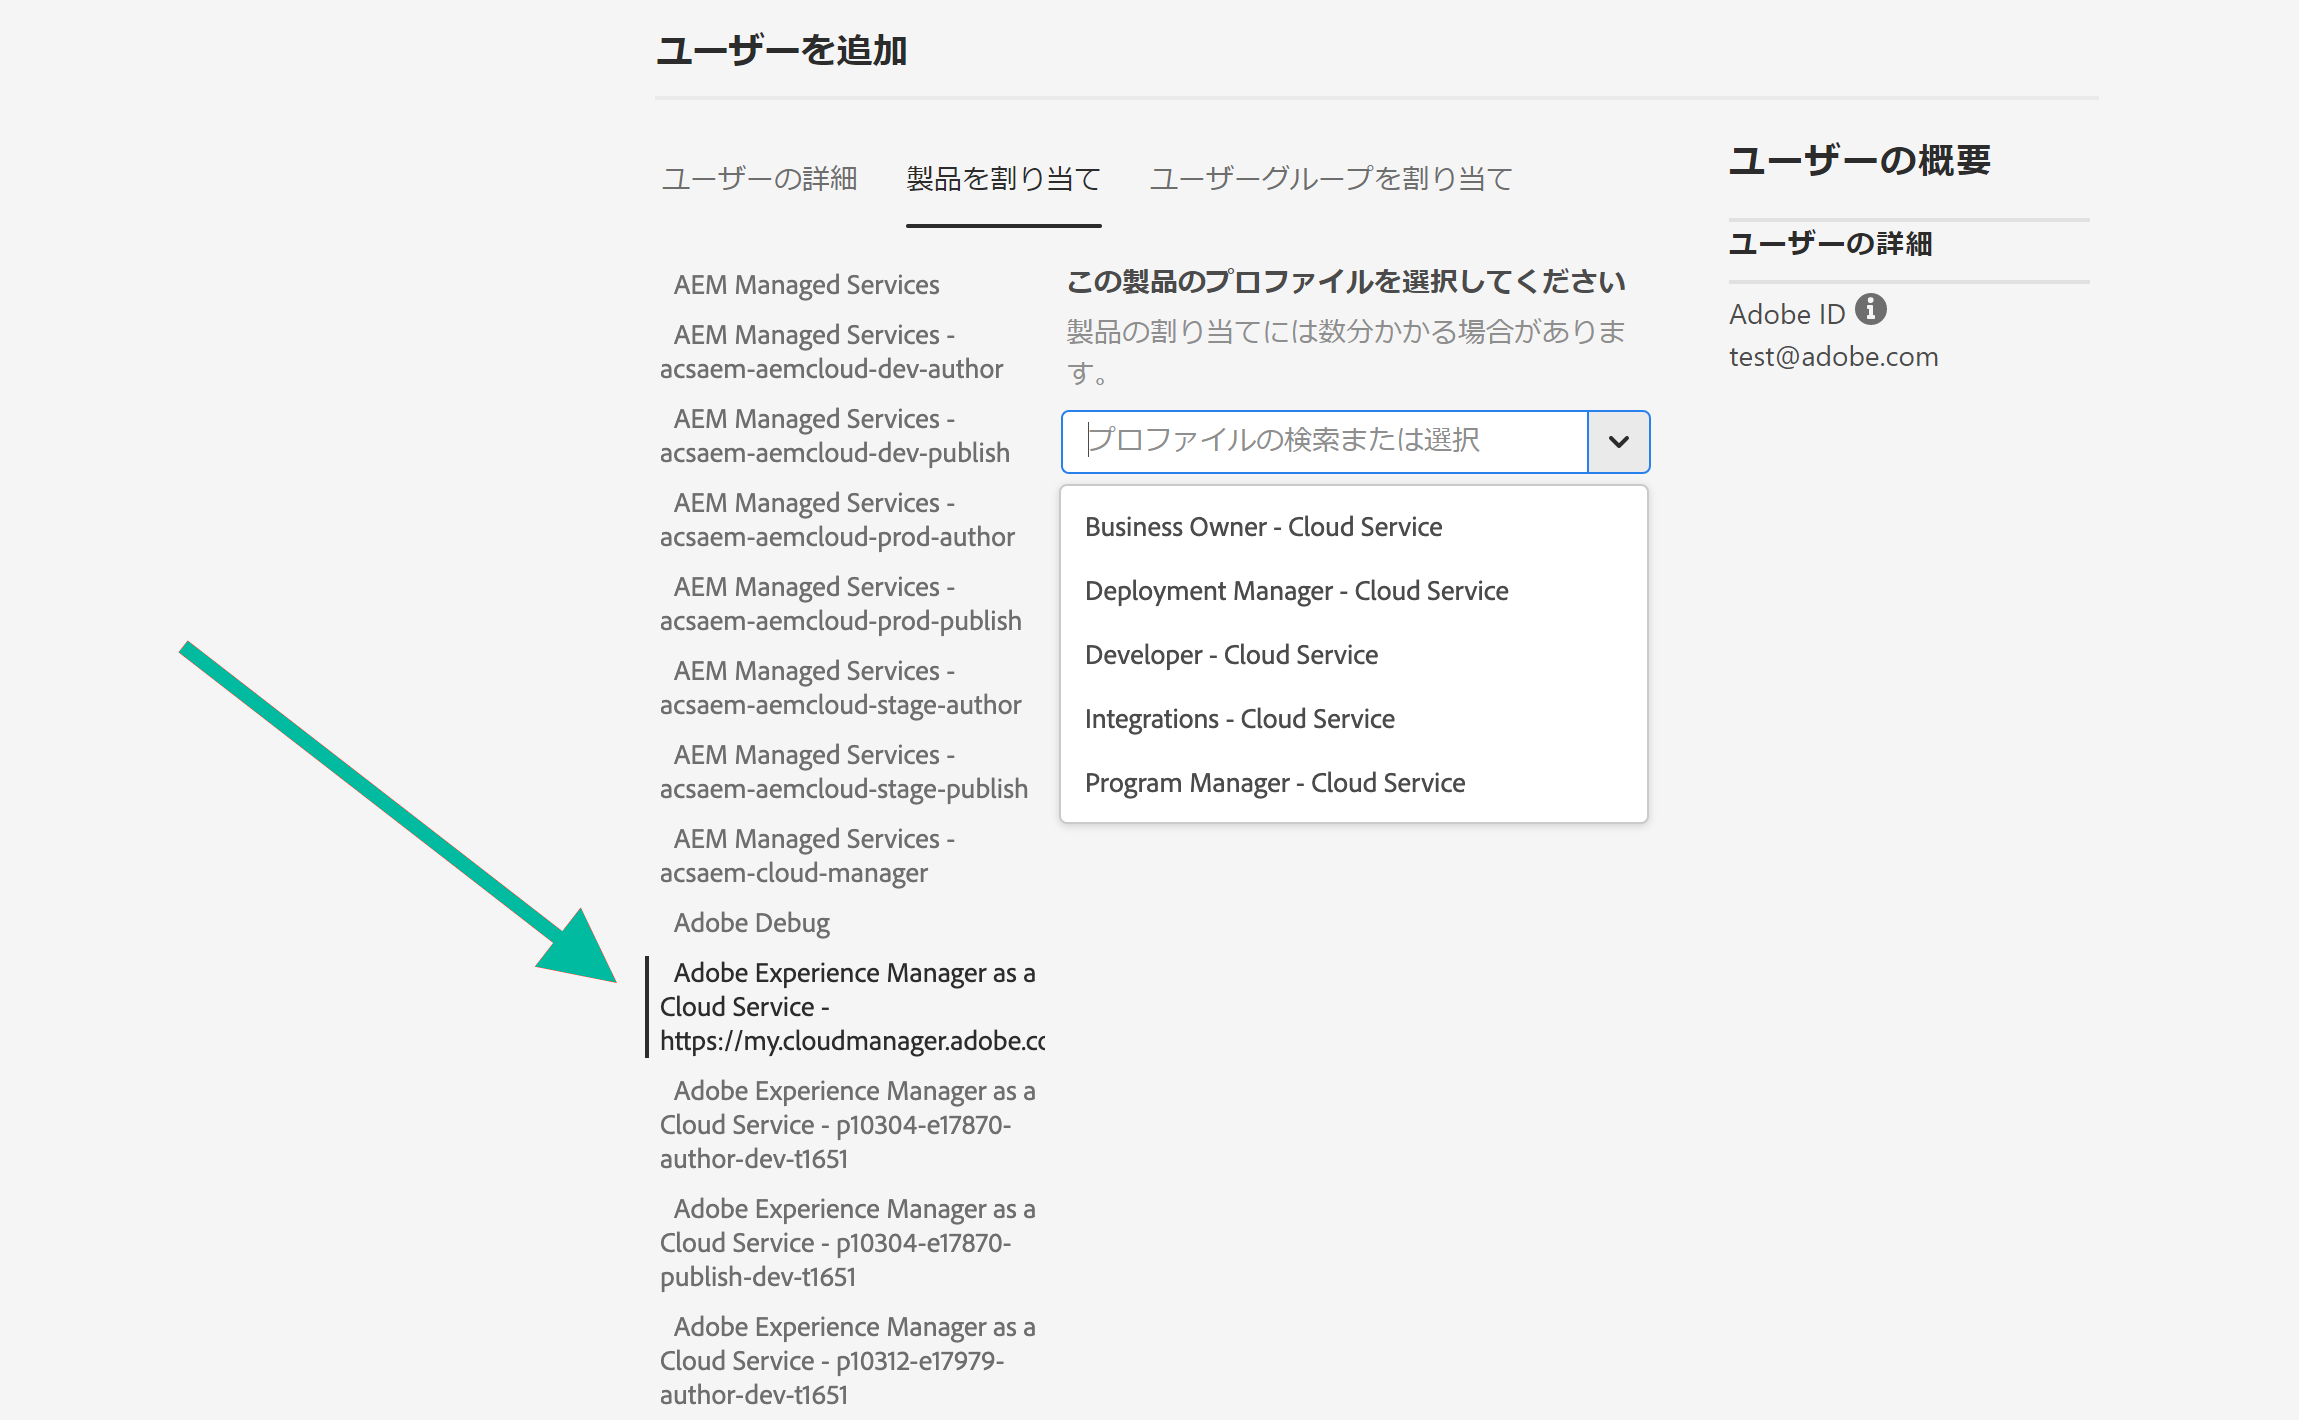 ユーザーを追加
ユーザーの詳細
製品を割り当て
ユーザーグループを割り当て
AEM Managed Services
AEM Managed Services -
acsaem-aemcloud-dev-author
AEM Managed Services -
acsaem-aemcloud-dev-publish
AEM Managed Services -
acsaem-aemcloud-prod-author
AEM Managed Services -
acsaem-aemcloud-prod-publish
AEM Managed Services -
acsaem-aemcloud-stage-author
AEM Managed Services -
acsaem-aemcloud-stage-publish
AEM Managed Services -
acsaem-cloud-manager
Adobe Debug
Adobe Experience Manager as a
Cloud Service -
https://my.cloudmanager.adobe.co
Adobe Experience Manager as a
Cloud Service - p10304-e17870-
author-dev-t1651
Adobe Experience Manager as a
Cloud Service - p10304-e17870-
publish-dev-t1651
Adobe Experience Manager as a
Cloud Service - p10312-e17979-
author-dev-t1651
この製品のプロファイルを選択してください
製品の割り当てには数分かかる場合がありま
す。
プロファイルの検索または選択
Business Owner - Cloud Service
Deployment Manager - Cloud Service
Developer - Cloud Service
Integrations - Cloud Service
Program Manager - Cloud Service
ユーザーの概要
ユーザーの詳細
Adobe ID
test@adobe.com